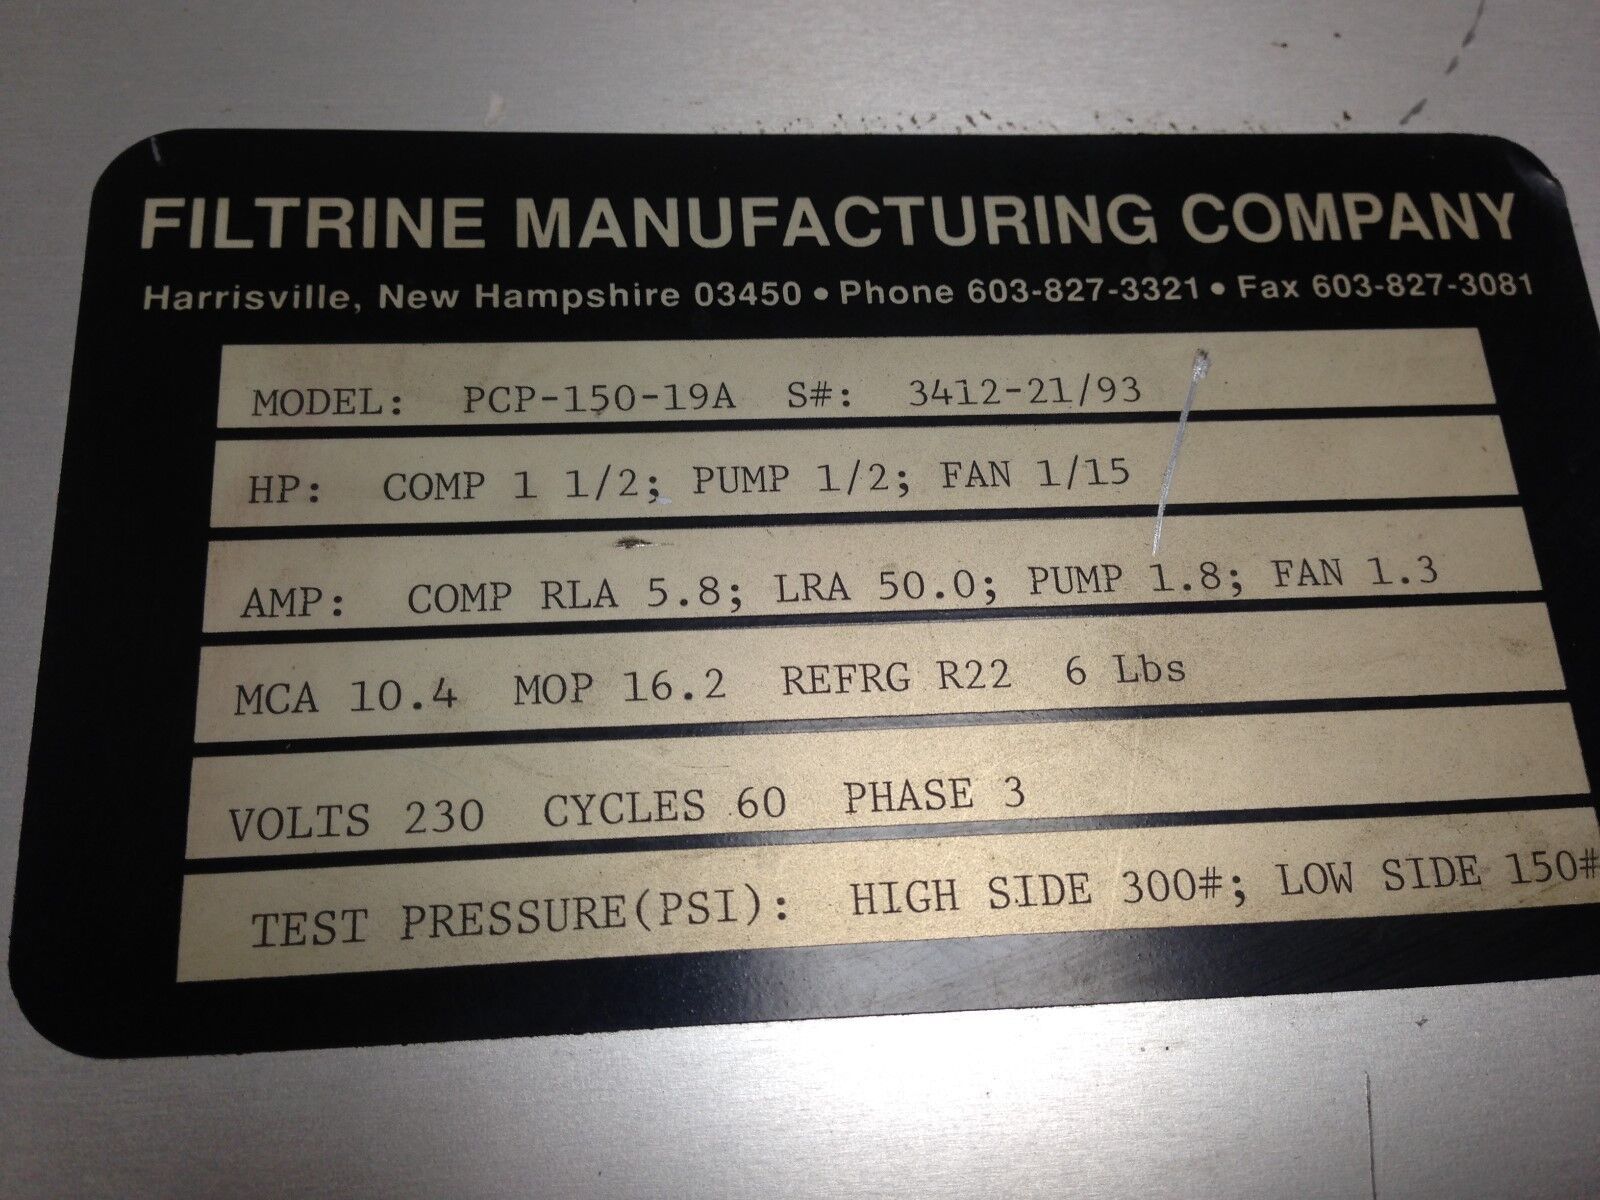 FILTRINE MANUFACTURING COMPANY
Harrisville, New Hampshire 03450 • Phone 603-827-3321 • Fax 603-827-3081
MODEL: PCP-150-19A S#: 3412-21/93
HP: COMP 1 1/2; PUMP 1/2; FAN 1/15
AMP: COMP RLA 5.8; LRA 50.0; PUMP 1.8; FAN 1.3
MCA 10.4 MOP 16.2 REFRG R22 6 Lbs
VOLTS 230 CYCLES 60 PHASE 3
TEST PRESSURE(PSI): HIGH SIDE 300#; LOW SIDE 150#